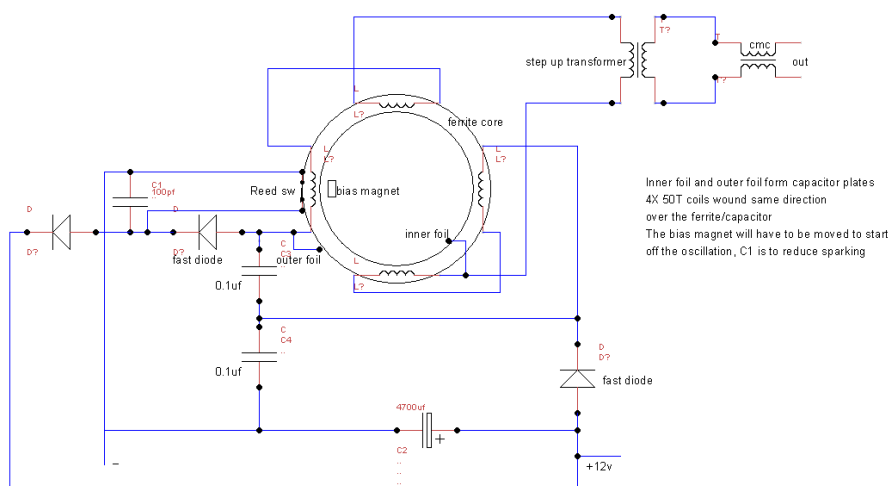 T
T?
cmc
step up transformer
out
T
T?
L
L?
ferrite core
L
L?
L
L?
C1
100pf
..
Reed sw
bias magnet
Inner foil and outer foil form capacitor plates
4X 50T coils wound same direction
over the ferrite/capacitor
The bias magnet will have to be moved to start
off the oscillation, C1 is to reduce sparking
D
D?
D
D?
fast diode
C
C3
..
outer foil
inner foil
L
L?
0.1uf
C
C4
..
0.1uf
D
D?
fast diode
4700uf
+
C2
..
..
..
–
+12v